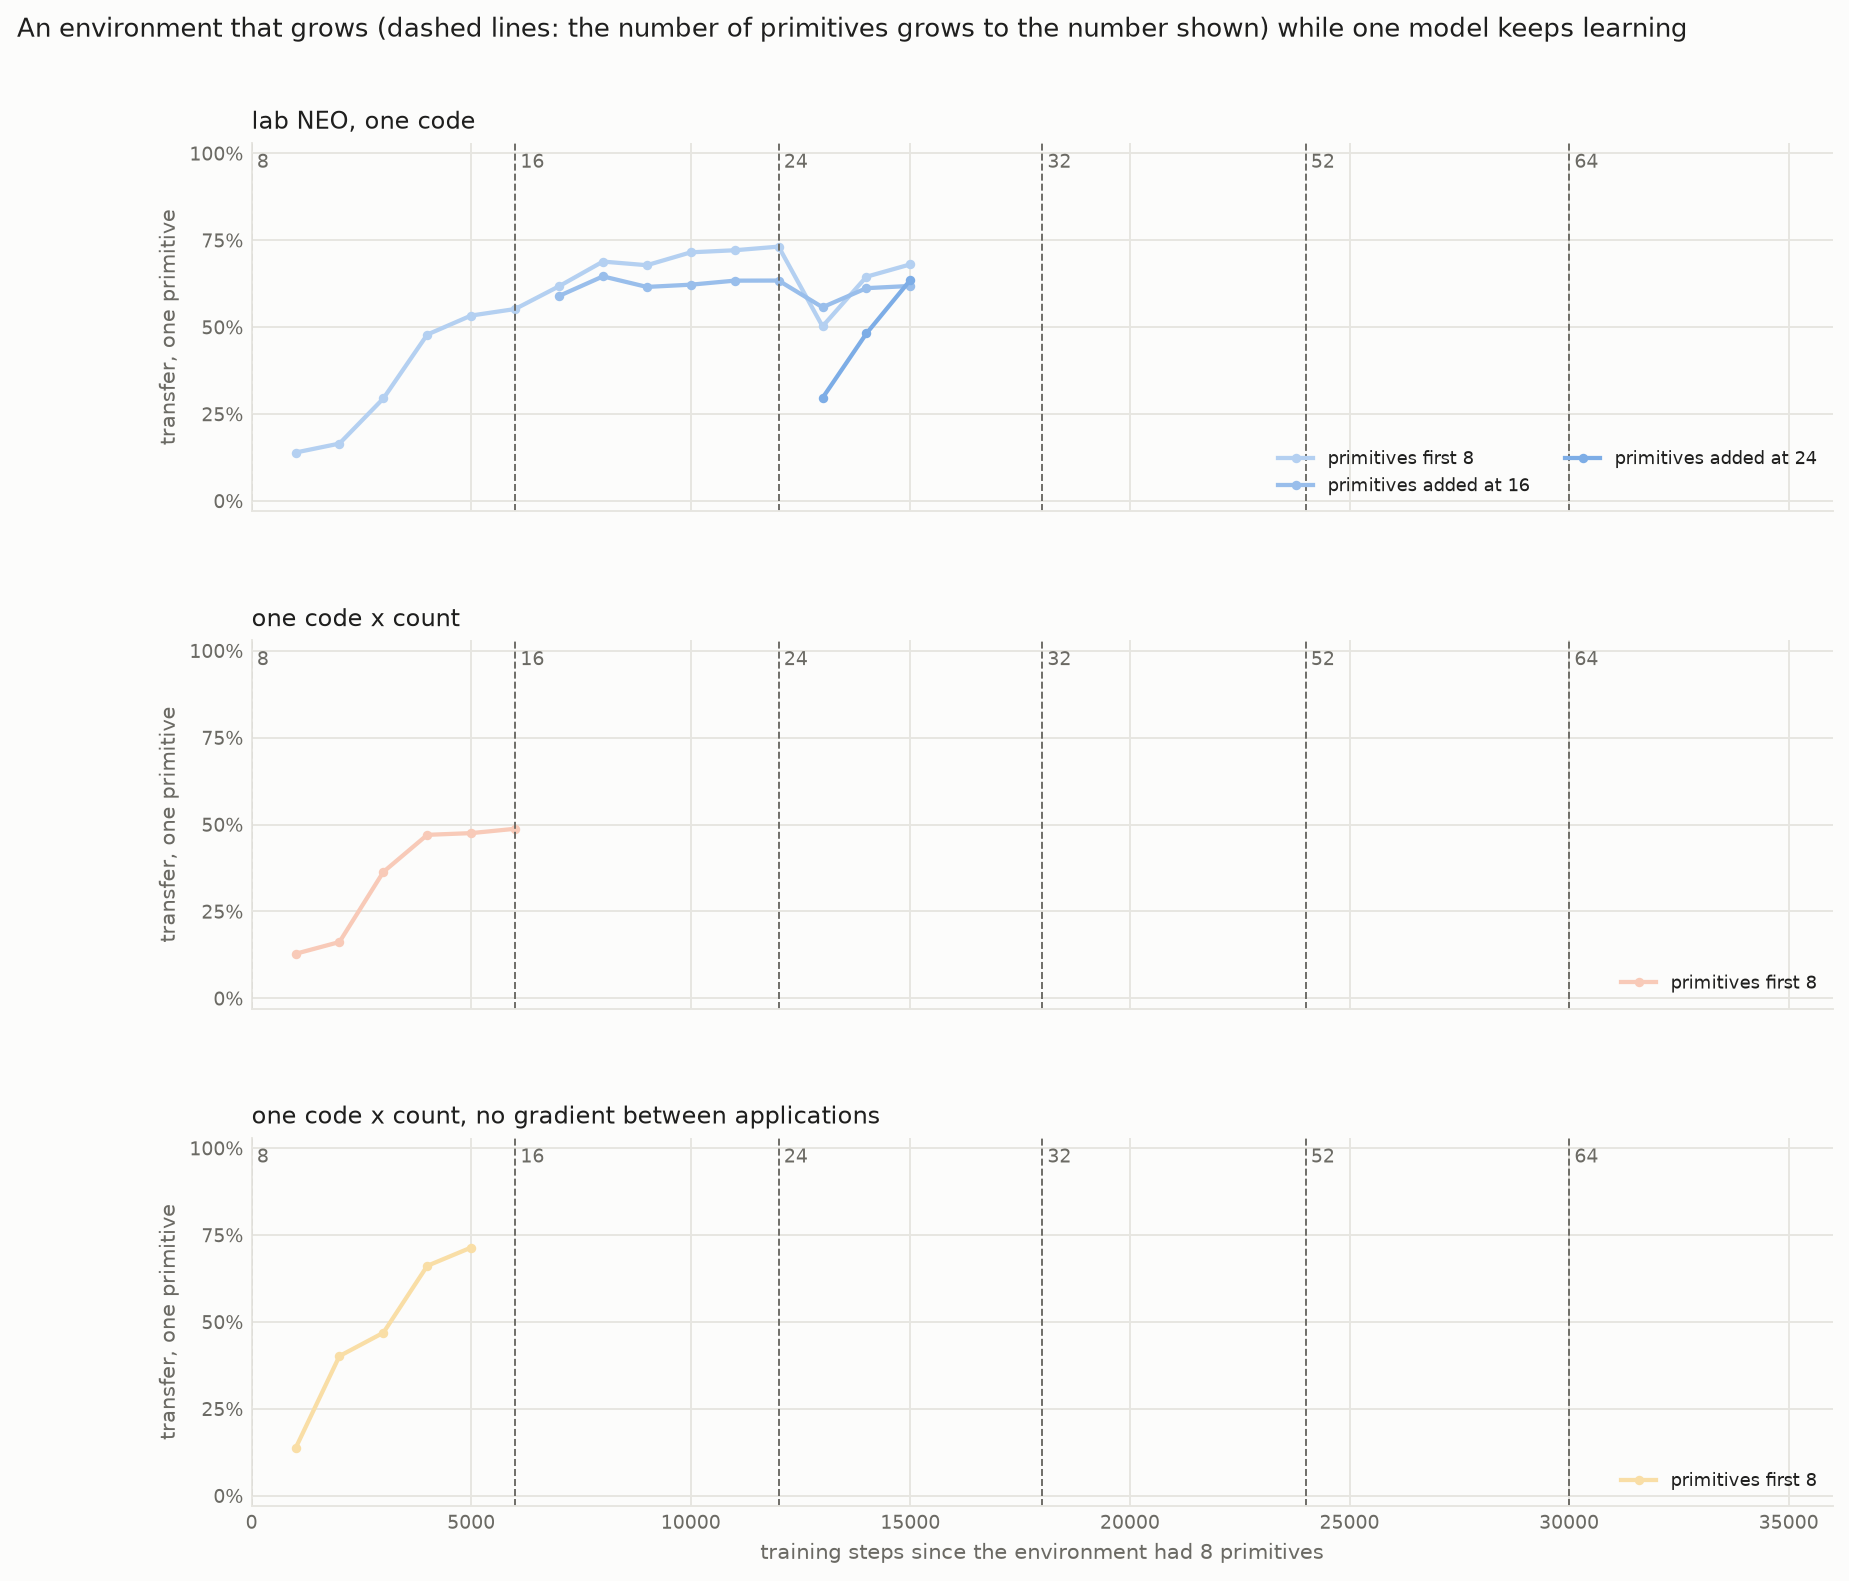 An environment that grows (dashed lines: the number of primitives grows to the number shown) while one model keeps learning
lab NEO, one code
100%
8
16
24
32
52
64
75%
50%
25%
0%
transfer, one primitive
primitives first 8
primitives added at 24
primitives added at 16
one code x count
100%
8
16
24
32
52
64
75%
50%
25%
0%
transfer, one primitive
primitives first 8
one code x count, no gradient between applications
100%
8
16
24
32
52
64
75%
50%
25%
0%
transfer, one primitive
primitives first 8
0 5000 10000 15000 20000 25000 30000 35000
training steps since the environment had 8 primitives